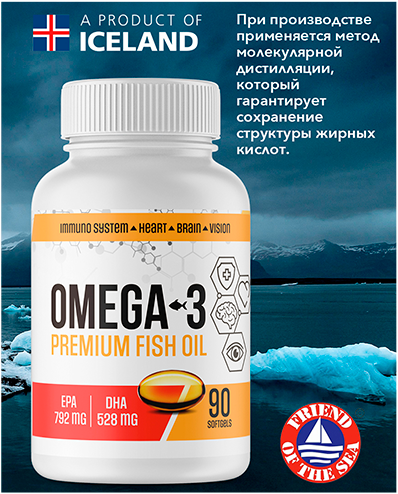 A PRODUCT OF
ICELAND
При производстве
применяется метод
молекулярной
дистилляции,
который
гарантирует
сохранение
структуры жирных
кислот.
IMMUNO SYSTEM ▲ HEART ▲ BRAIN ▲ VISION
OMEGA-3
PREMIUM FISH OIL
EPA
792 MG
DHA
528 MG
90
SOFTGELS
FRIEND
OF THE SEA